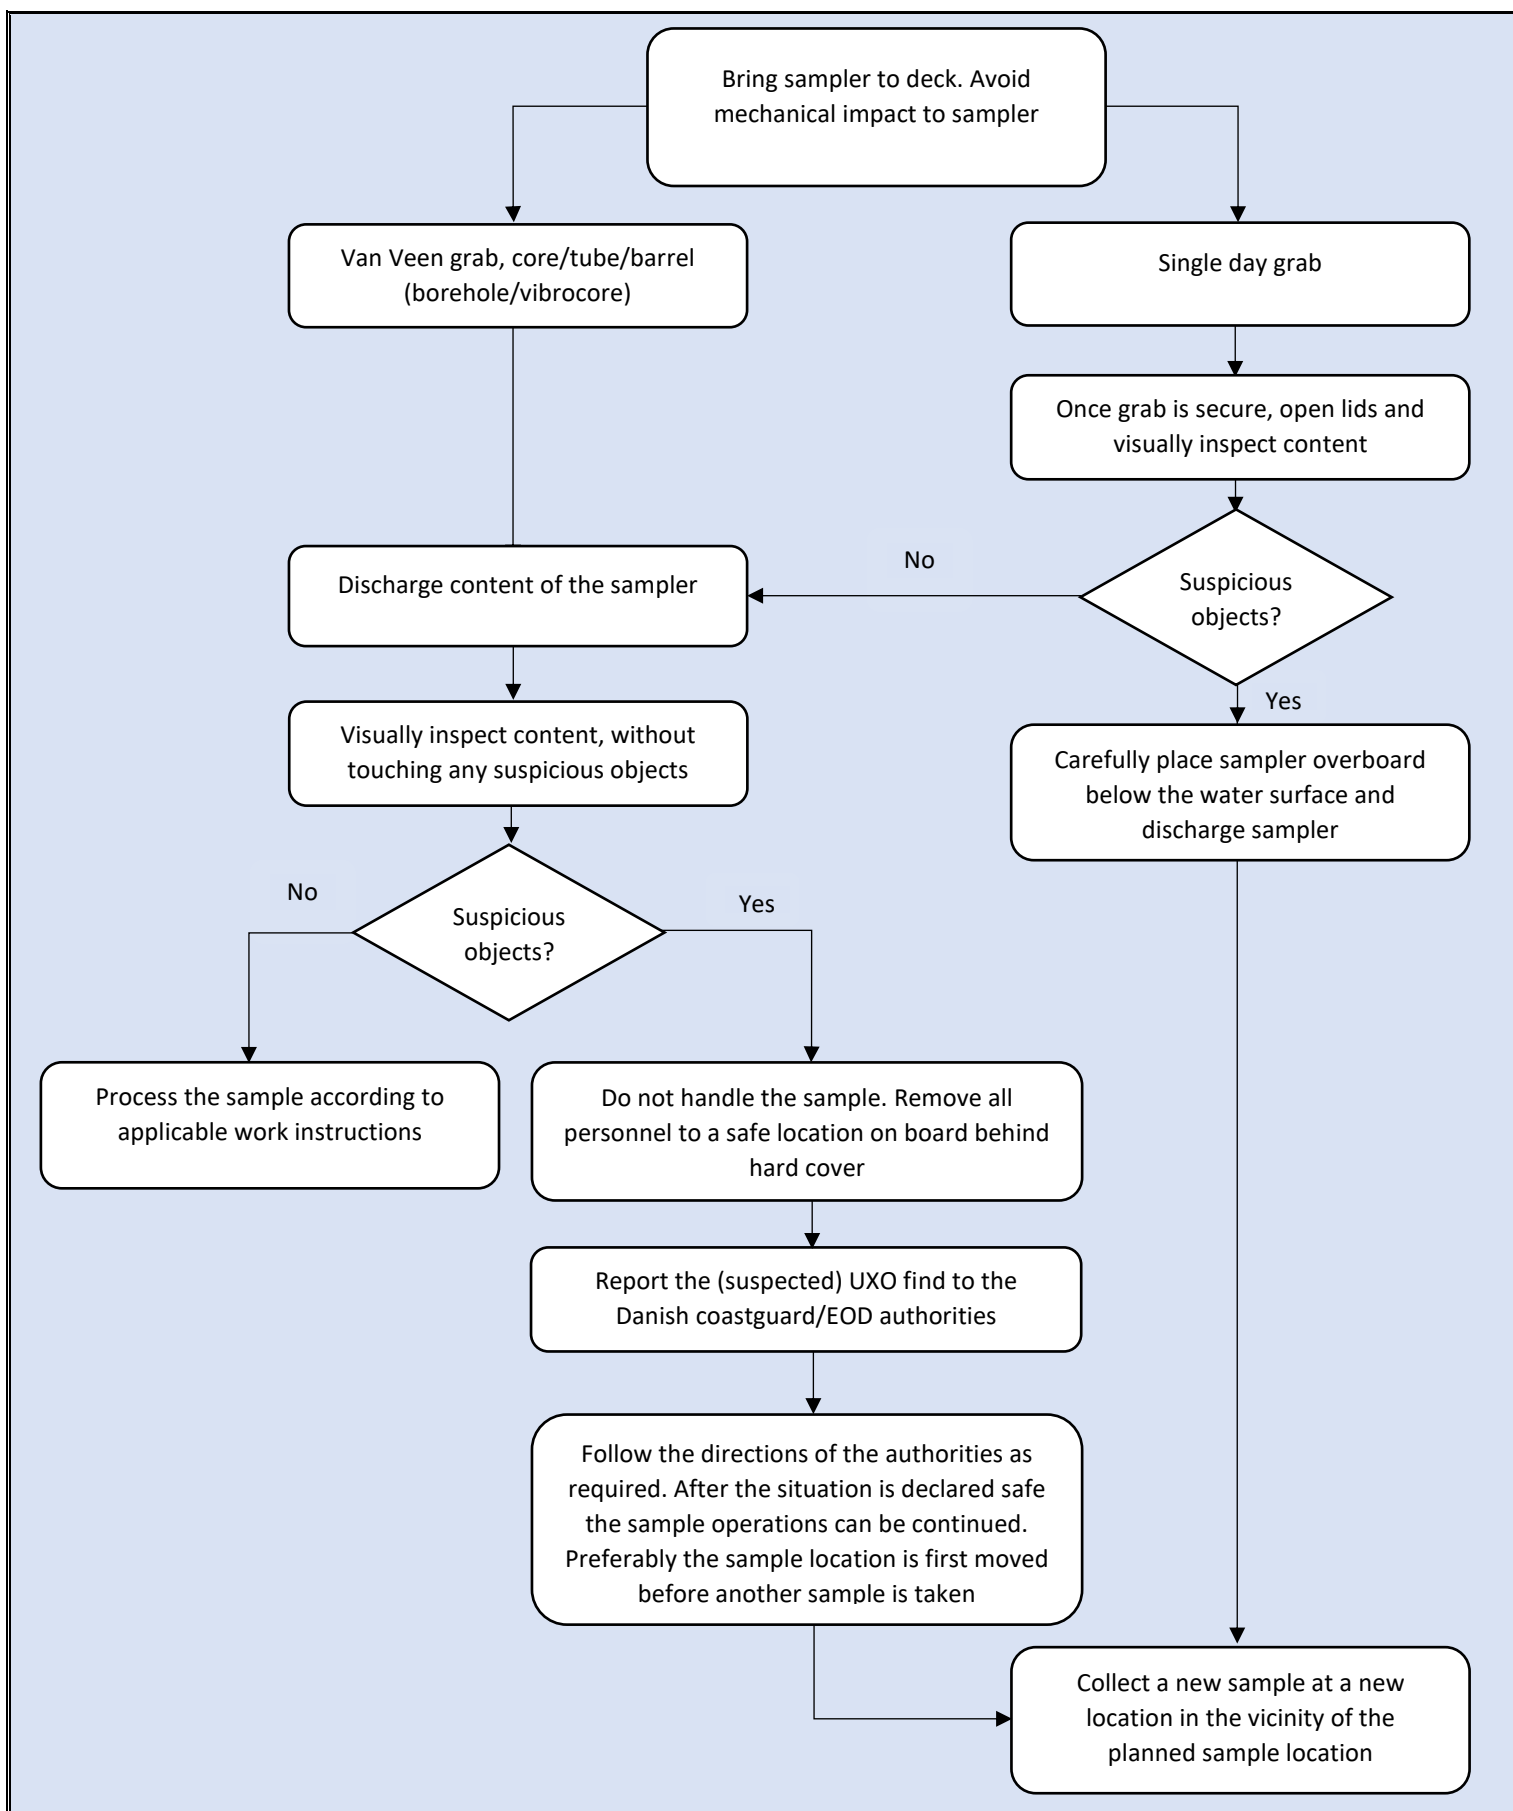 Bring sampler to deck. Avoid
mechanical impact to sampler
Van Veen grab, core/tube/barrel
(borehole/vibrocore)
Single day grab
Once grab is secure, open lids and
visually inspect content
Suspicious
objects?
No
Yes
Discharge content of the sampler
Visually inspect content, without
touching any suspicious objects
Carefully place sampler overboard
below the water surface and
discharge sampler
Suspicious
objects?
No
Yes
Process the sample according to
applicable work instructions
Do not handle the sample. Remove all
personnel to a safe location on board behind
hard cover
Report the (suspected) UXO find to the
Danish coastguard/EOD authorities
Follow the directions of the authorities as
required. After the situation is declared safe
the sample operations can be continued.
Preferably the sample location is first moved
before another sample is taken
Collect a new sample at a new
location in the vicinity of the
planned sample location